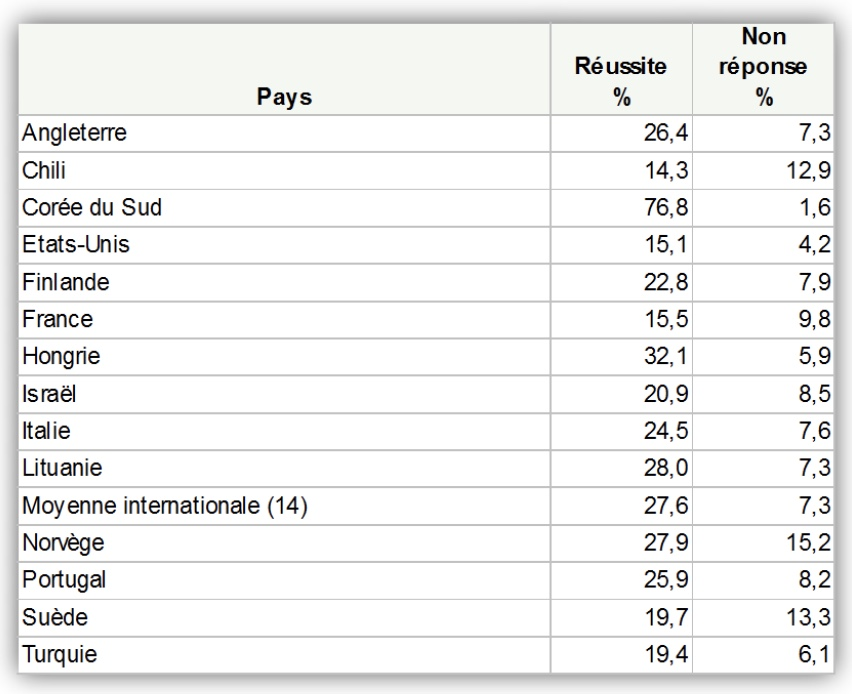 Pays Réussite % Non réponse %
Angleterre 26,4 7,3
Chili 14,3 12,9
Corée du Sud 76,8 1,6
Etats-Unis 15,1 4,2
Finlande 22,8 7,9
France 15,5 9,8
Hongrie 32,1 5,9
Israël 20,9 8,5
Italie 24,5 7,6
Lituanie 28,0 7,3
Moyenne internationale (14) 27,6 7,3
Norvège 27,9 15,2
Portugal 25,9 8,2
Suède 19,7 13,3
Turquie 19,4 6,1